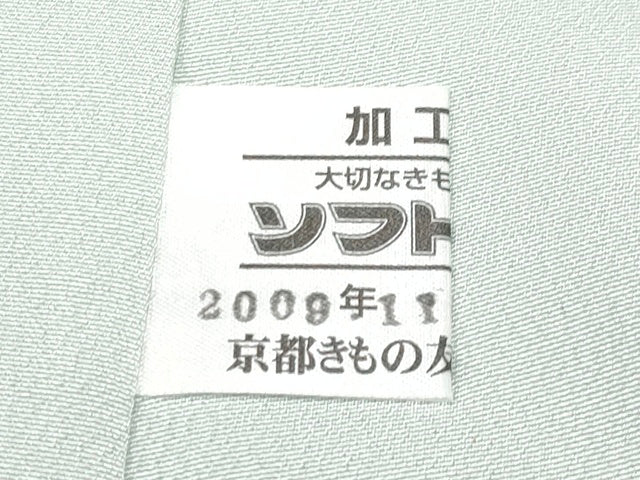 加工
大切なきも
ソフト
2009年11
京都きもの友